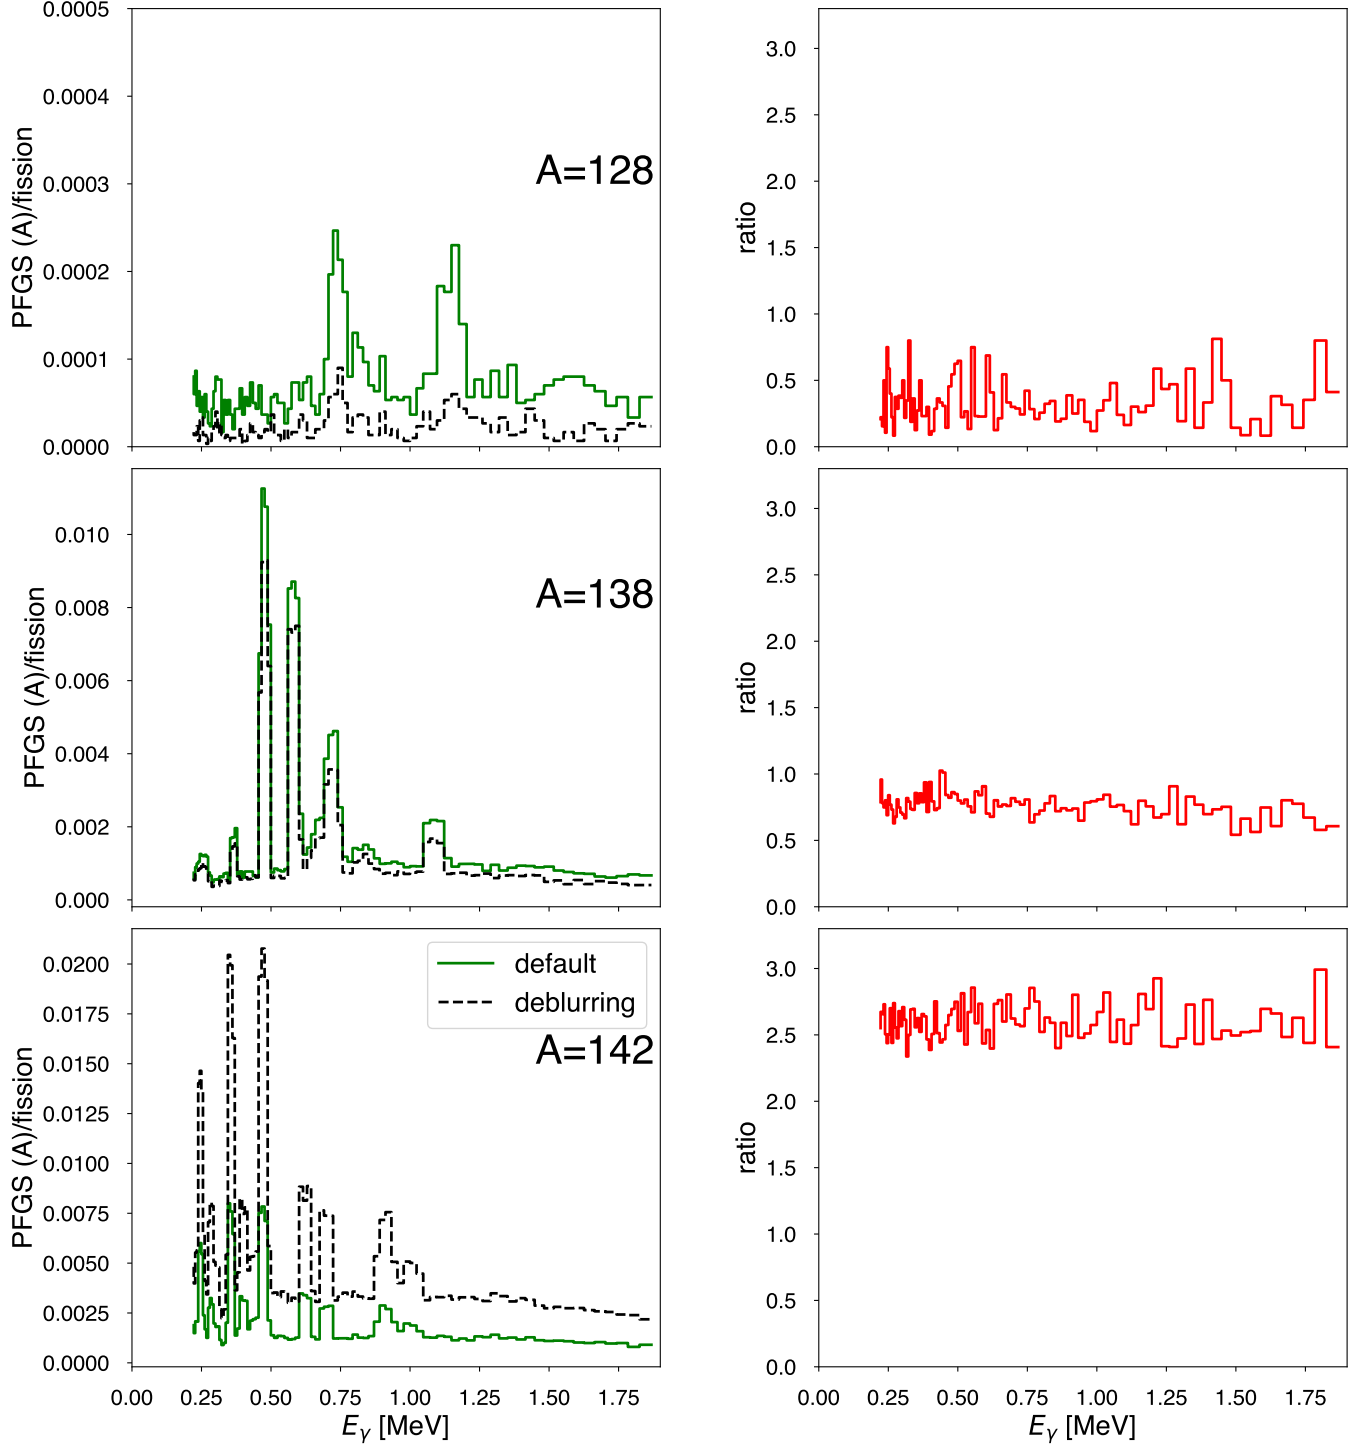 0.0005
0.0004
0.0003
0.0002
0.0001
0.0000
PFGS (A)/fission
A=128
3.0
2.5
2.0
1.5
1.0
0.5
0.0
ratio
0.010
0.008
0.006
0.004
0.002
0.000
PFGS (A)/fission
A=138
3.0
2.5
2.0
1.5
1.0
0.5
0.0
ratio
0.0200
0.0175
0.0150
0.0125
0.0100
0.0075
0.0050
0.0025
0.0000
PFGS (A)/fission
default
deblurring
A=142
0.00 0.25 0.50 0.75 1.00 1.25 1.50 1.75
Eγ [MeV]
3.0
2.5
2.0
1.5
1.0
0.5
0.0
ratio
0.00 0.25 0.50 0.75 1.00 1.25 1.50 1.75
Eγ [MeV]